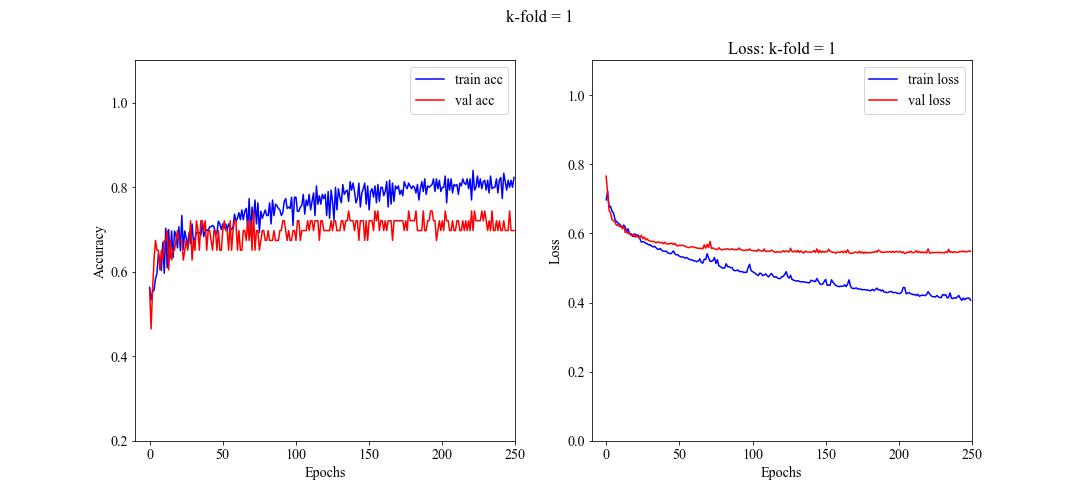 k-fold = 1
Accuracy
1.0
0.8
0.6
0.4
0.2
train acc
val acc
0 50 100 150 200 250
Epochs
Loss: k-fold = 1
Loss
1.0
0.8
0.6
0.4
0.2
0.0
train loss
val loss
0 50 100 150 200 250
Epochs